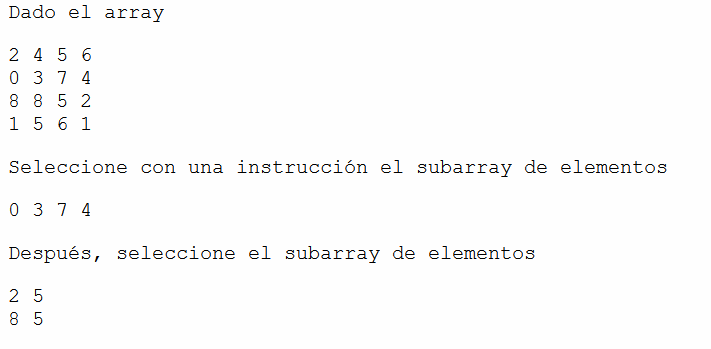 Dado el array
2 4 5 6
0 3 7 4
8 8 5 2
1 5 6 1
Seleccione con una instrucción el subarray de elementos
0 3 7 4
Después, seleccione el subarray de elementos
2 5
8 5